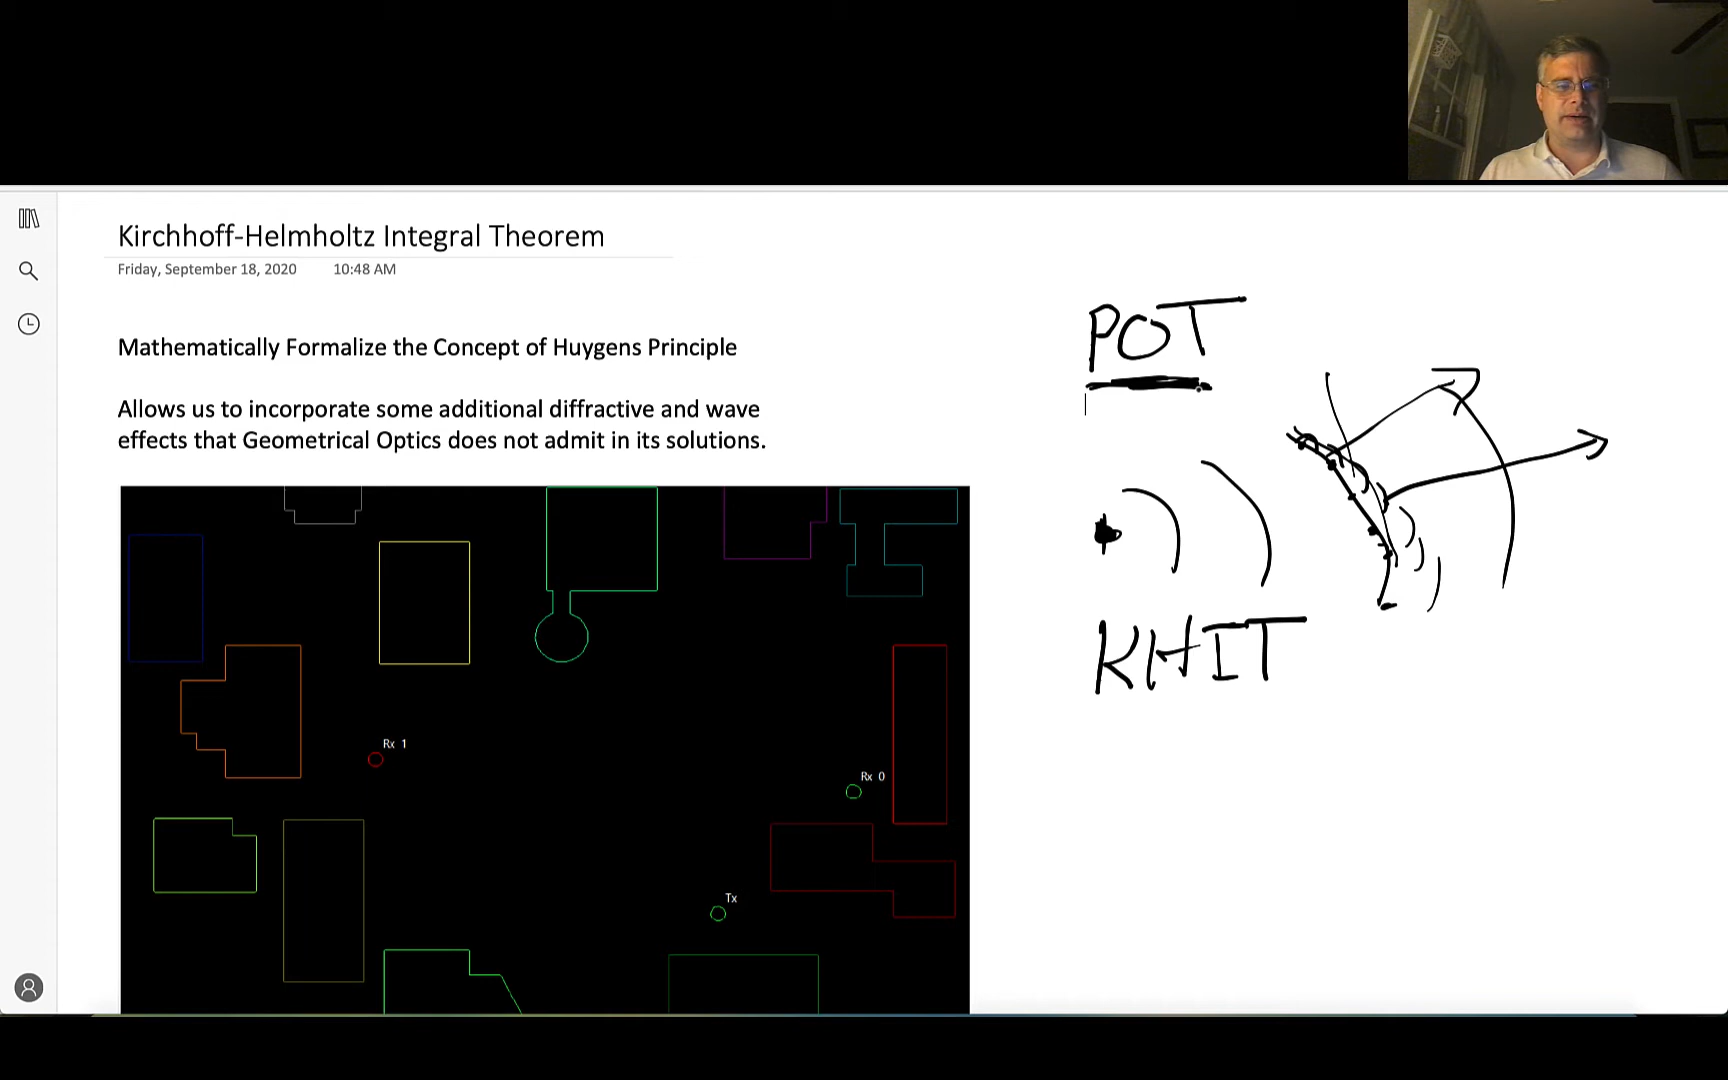 Kirchhoff-Helmholtz Integral Theorem
Friday, September 18, 2020 10:48 AM
Mathematically Formalize the Concept of Huygens Principle
Allows us to incorporate some additional diffractive and wave
effects that Geometrical Optics does not admit in its solutions.
Rx 1
Rx 0
Tx
POT
KHIT